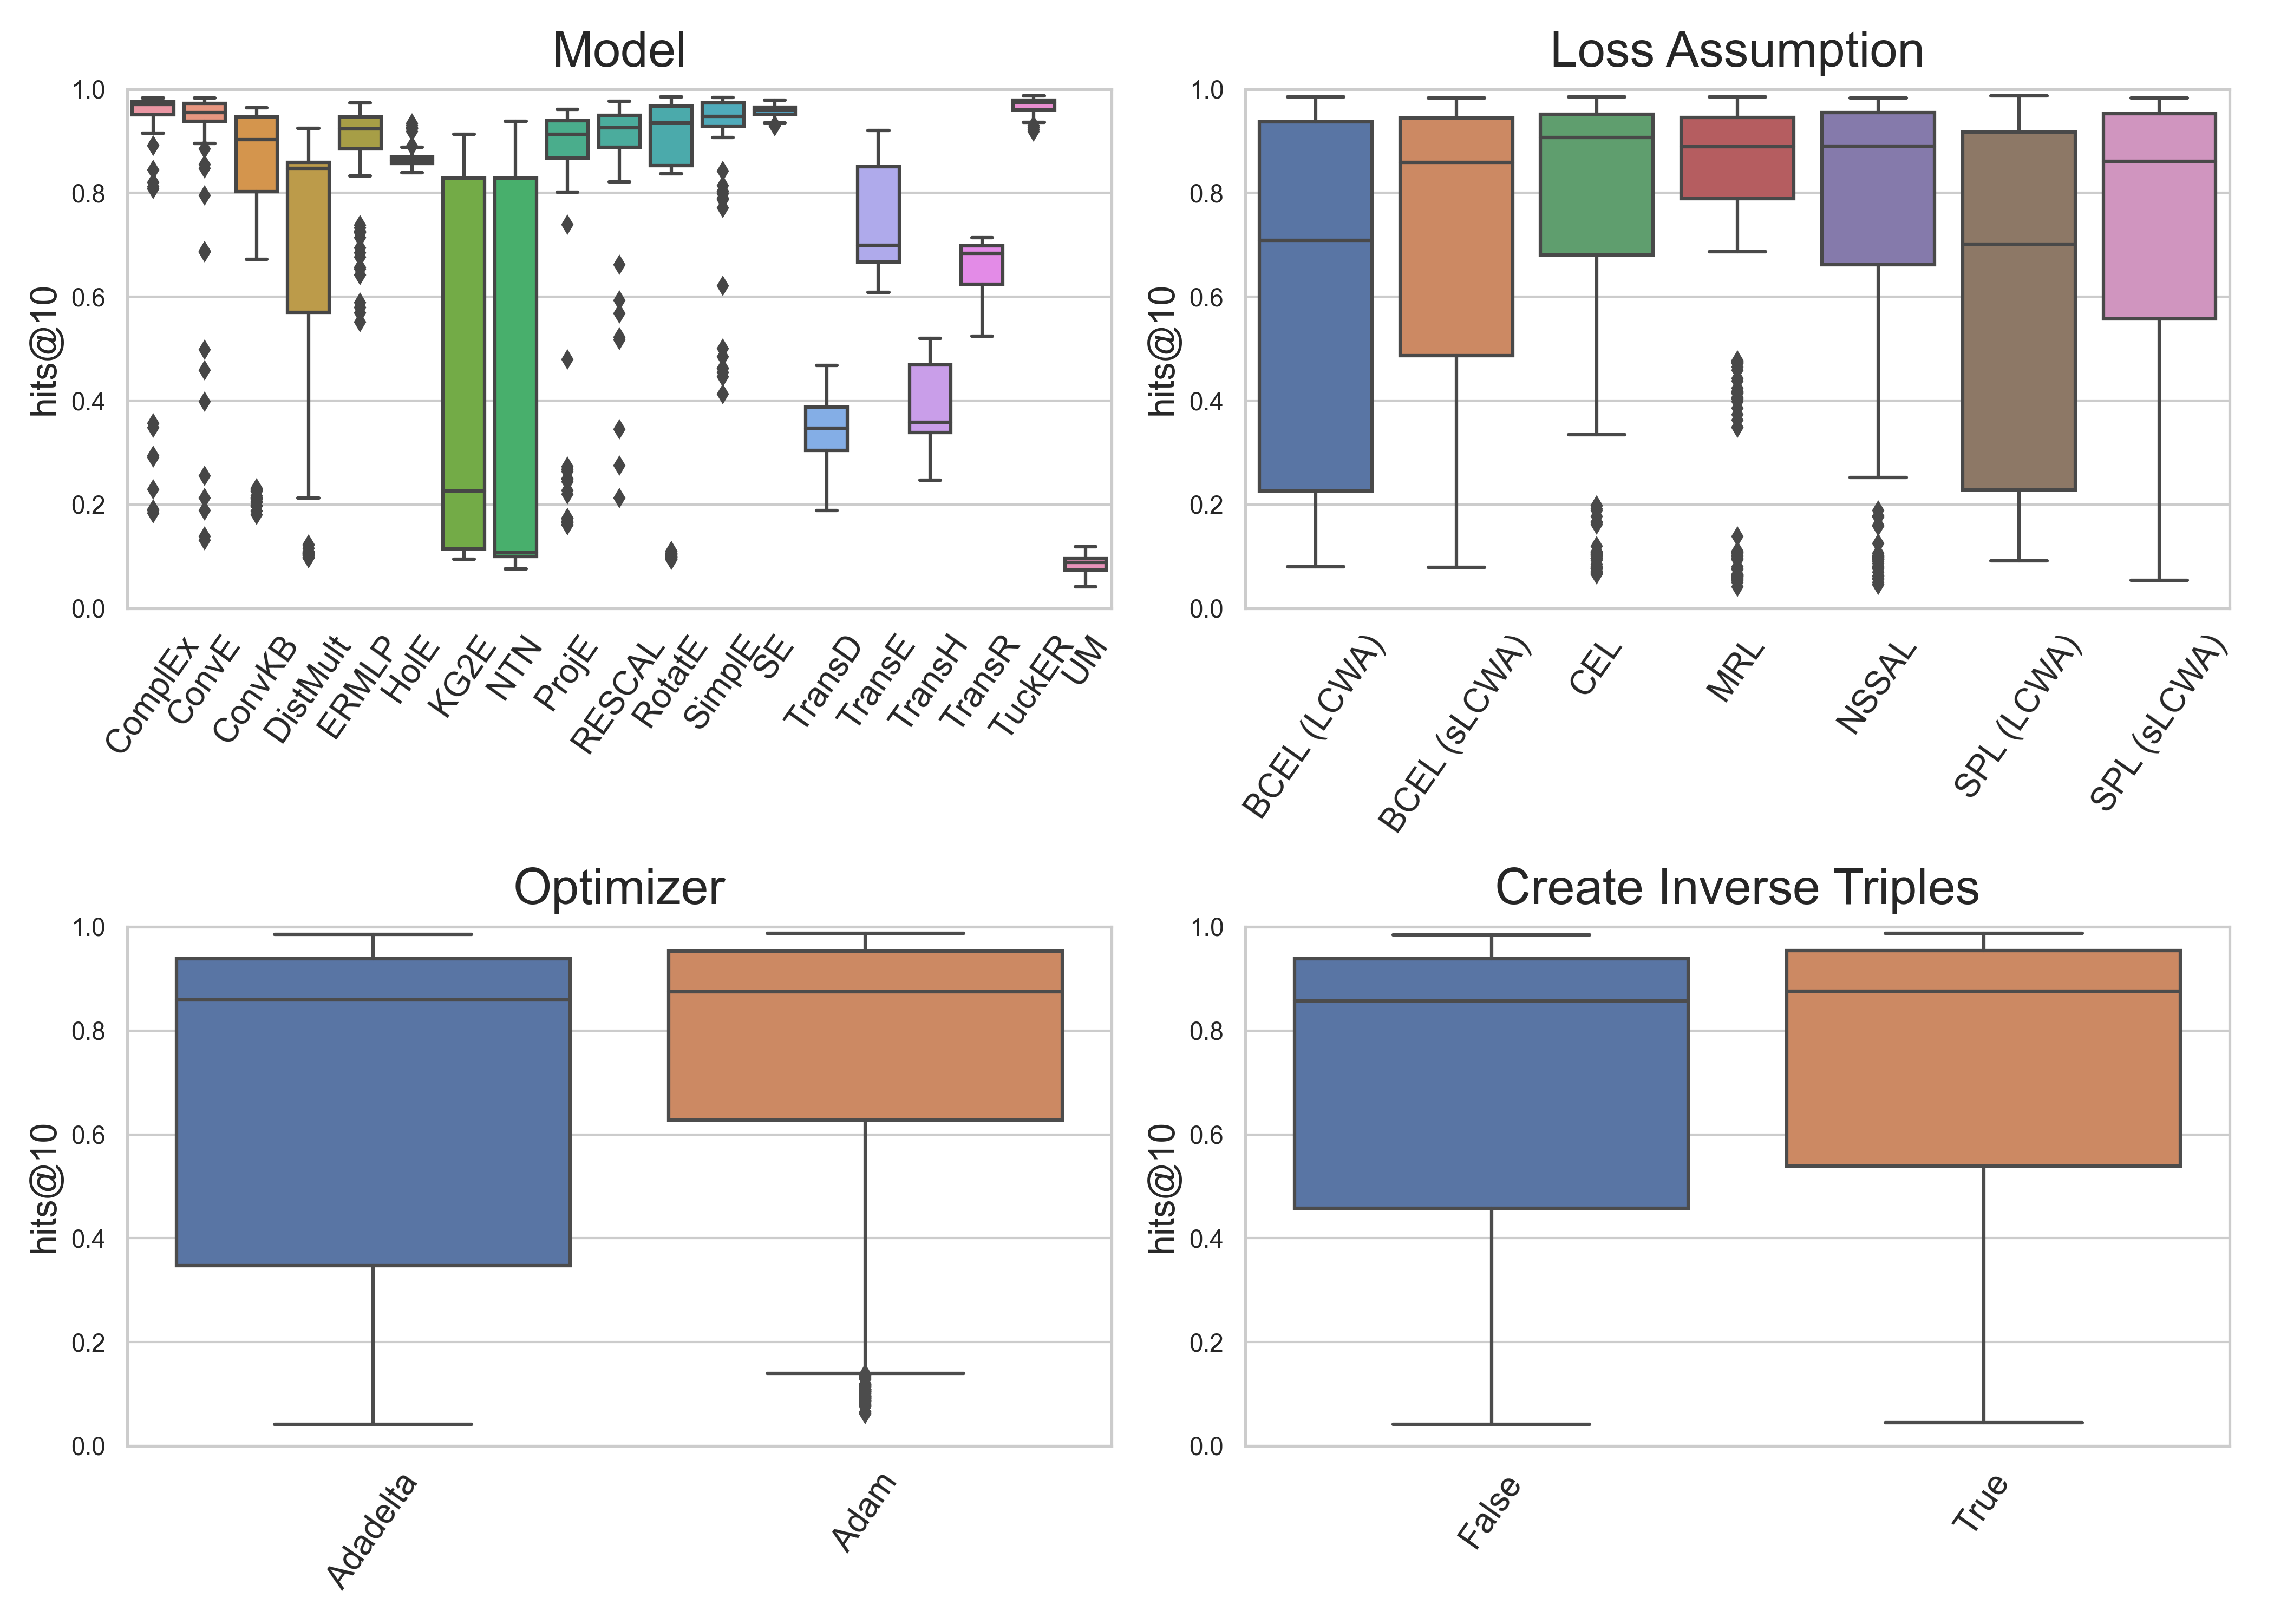 Model
hits@10
1.0
0.8
0.6
0.4
0.2
0.0
ComplEx
ConvE
ConvKB
DistMult
ERMLP
HolE
KG2E
NTN
ProjE
RESCAL
RotatE
SimplE
SE
TransD
TransE
TransH
TransR
TuckER
UM
Loss Assumption
hits@10
1.0
0.8
0.6
0.4
0.2
0.0
BCEL (LCWA)
BCEL (sLCWA)
CEL
MRL
NSSAL
SPL (LCWA)
SPL (sLCWA)
Optimizer
hits@10
1.0
0.8
0.6
0.4
0.2
0.0
Adadelta
Adam
Create Inverse Triples
hits@10
1.0
0.8
0.6
0.4
0.2
0.0
False
True